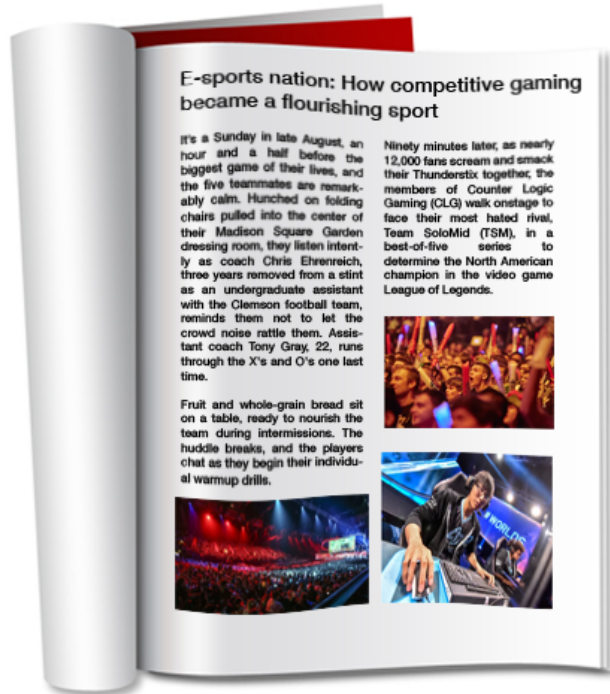 E-sports nation: How competitive gaming
became a flourishing sport
It's a Sunday in late August, an
hour and a half before the
biggest game of their lives, and
the five teammates are remark-
ably calm. Hunched on folding
chairs pulled into the center of
their Madison Square Garden
dressing room, they listen intent-
ly as coach Chris Ehrenreich,
three years removed from a stint
as an undergraduate assistant
with the Clemson football team,
reminds them not to let the
crowd noise rattle them. Assis-
tant coach Tony Gray, 22, runs
through the X's and O's one last
time.
Fruit and whole-grain bread sit
on a table, ready to nourish the
team during intermissions. The
huddle breaks, and the players
chat as they begin their individu-
al warmup drills.
Ninety minutes later, as nearly
12,000 fans scream and smack
their Thunderstix together, the
members of Counter Logic
Gaming (CLG) walk onstage to
face their most hated rival,
Team SoloMid (TSM), in a
best-of-five series to
determine the North American
champion in the video game
League of Legends.
#WORLDS